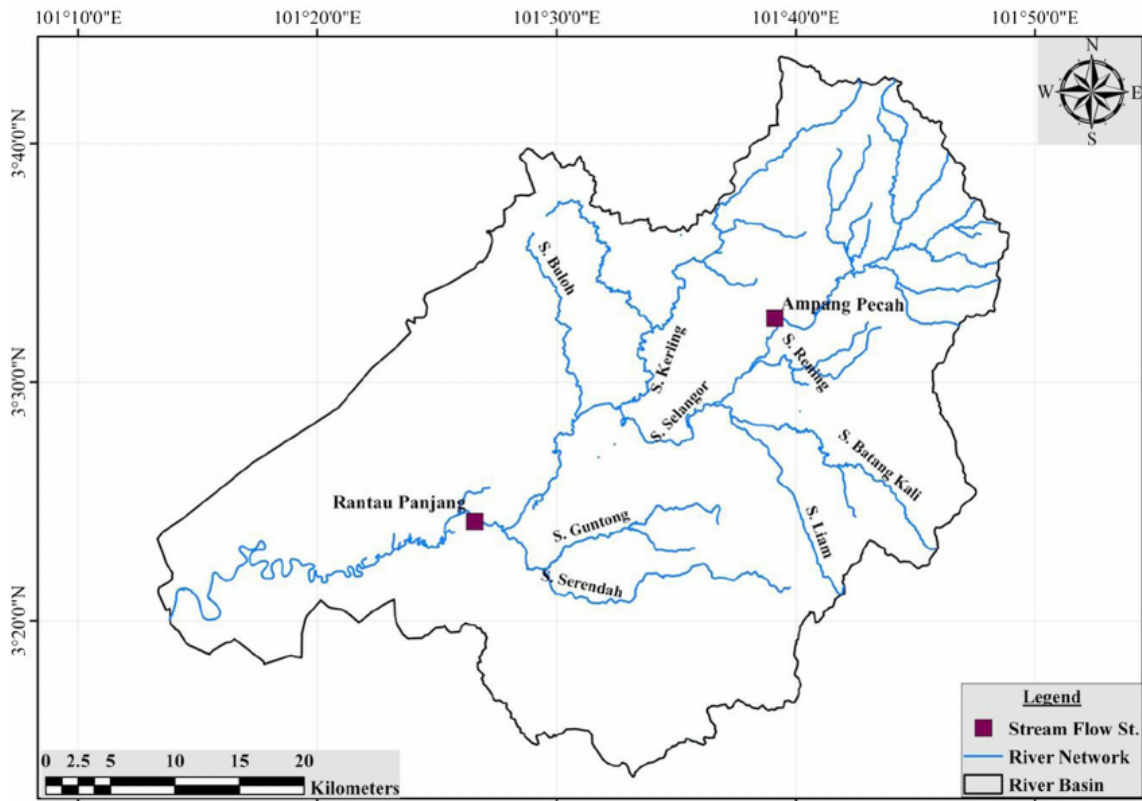 101°10'0"E 101°20'0"E 101°30'0"E 101°40'0"E 101°50'0"E
N
W E
S
3°40'0"N
S. Baloh
Ampang Pecah
S. Kerling
S. Rening
3°30'0"N
S. Selangor
S. Batang Kali
Rantau Panjang
S. Guntong
S. Liam
S. Serendah
3°20'0"N
Legend
Stream Flow St.
River Network
River Basin
0 2.5 5 10 15 20
Kilometers